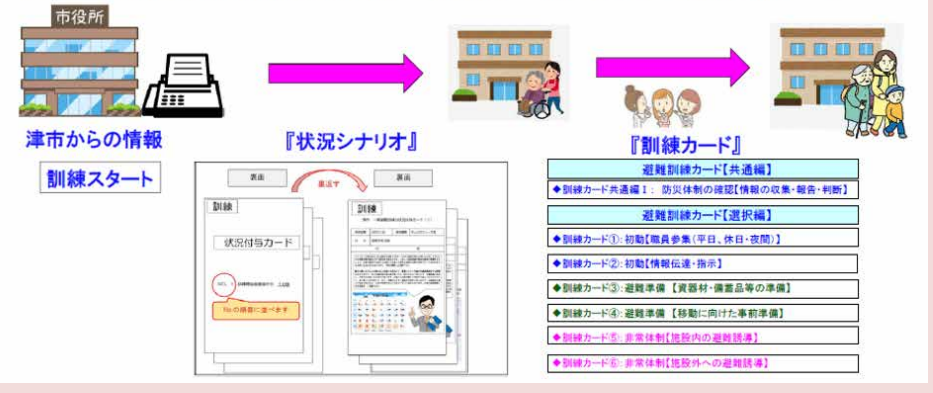 市役所
津市からの情報
訓練スタート
『状況シナリオ』
表面
裏返す
裏面
訓練
状況付与カード
No.の順番に並べます
訓練
『訓練カード』
避難訓練カード【共通編】
◆訓練カード共通編Ⅰ: 防災体制の確認【情報の収集・報告・判断】
避難訓練カード【選択編】
◆訓練カード①:初動【職員参集(平日、休日・夜間)】
◆訓練カード②:初動【情報伝達・指示】
◆訓練カード③:避難準備 【資器材・備蓄品等の準備】
◆訓練カード④:避難準備 【移動に向けた事前準備】
◆訓練カード⑤:非常体制【施設内の避難誘導】
◆訓練カード⑥:非常体制【施設外への避難誘導】